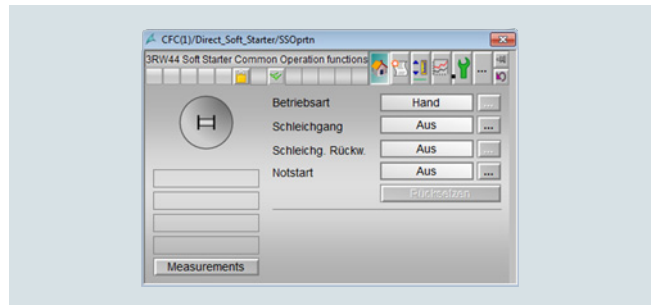 CFC(1)/Direct_Soft_Starter/SSOprtn
3RW44 Soft Starter Common Operation functions
...
Betriebsart Hand ...
Schleichgang Aus ...
Schleichg. Rückw. Aus ...
Notstart Aus ...
Rücksetzen
Measurements